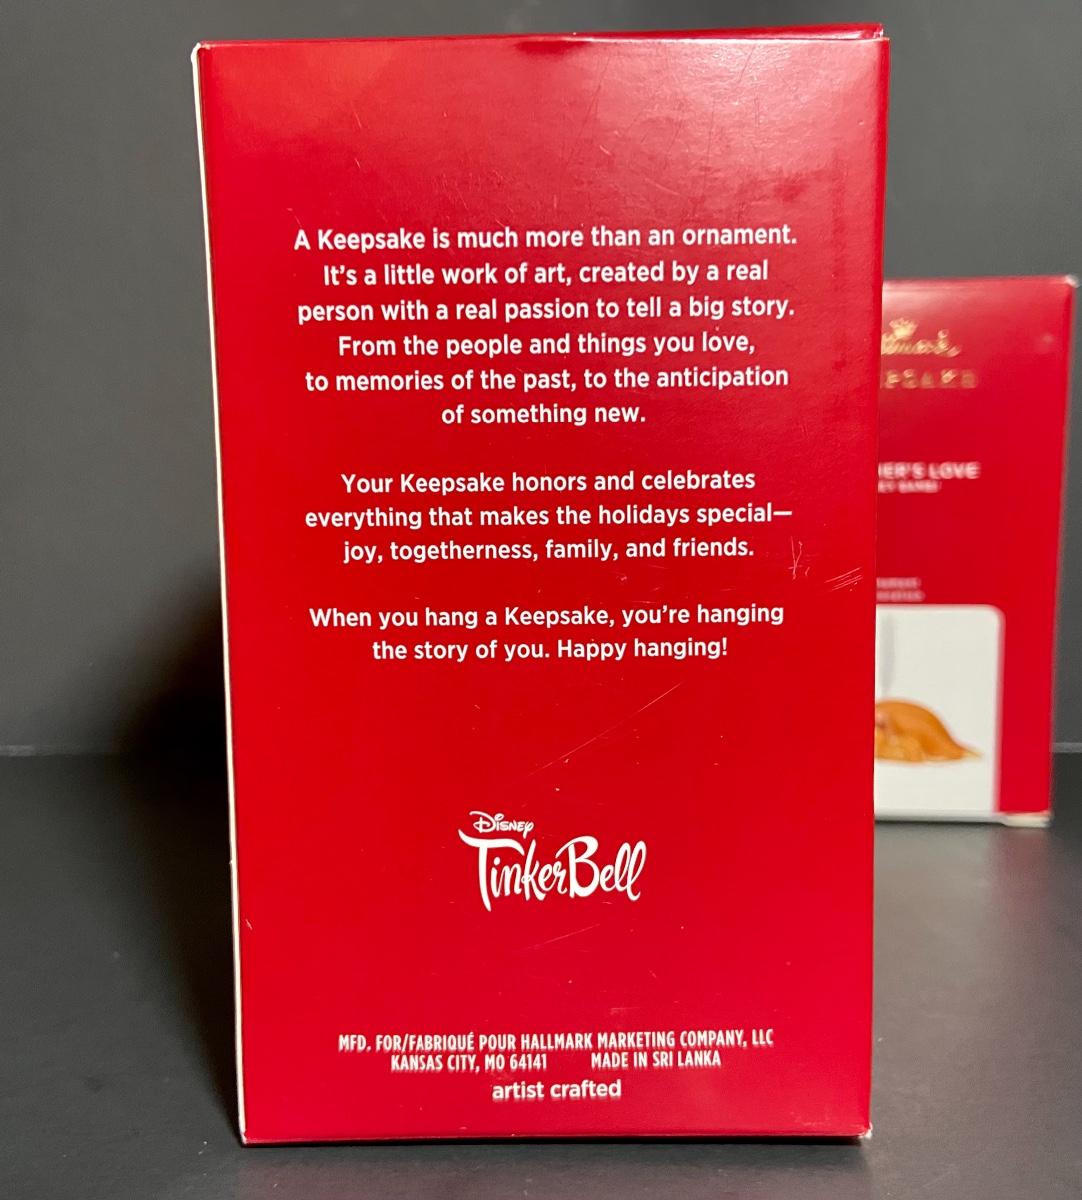 A Keepsake is much more than an ornament.
It's a little work of art, created by a real
person with a real passion to tell a big story.
From the people and things you love,
to memories of the past, to the anticipation
of something new.
Your Keepsake honors and celebrates
everything that makes the holidays special—
joy, togetherness, family, and friends.
When you hang a Keepsake, you're hanging
the story of you. Happy hanging!
Disney
TinkerBell
MFD. FOR/FABRIQUÉ POUR HALLMARK MARKETING COMPANY, LLC
KANSAS CITY, MO 64141 MADE IN SRI LANKA
artist crafted
LOVE